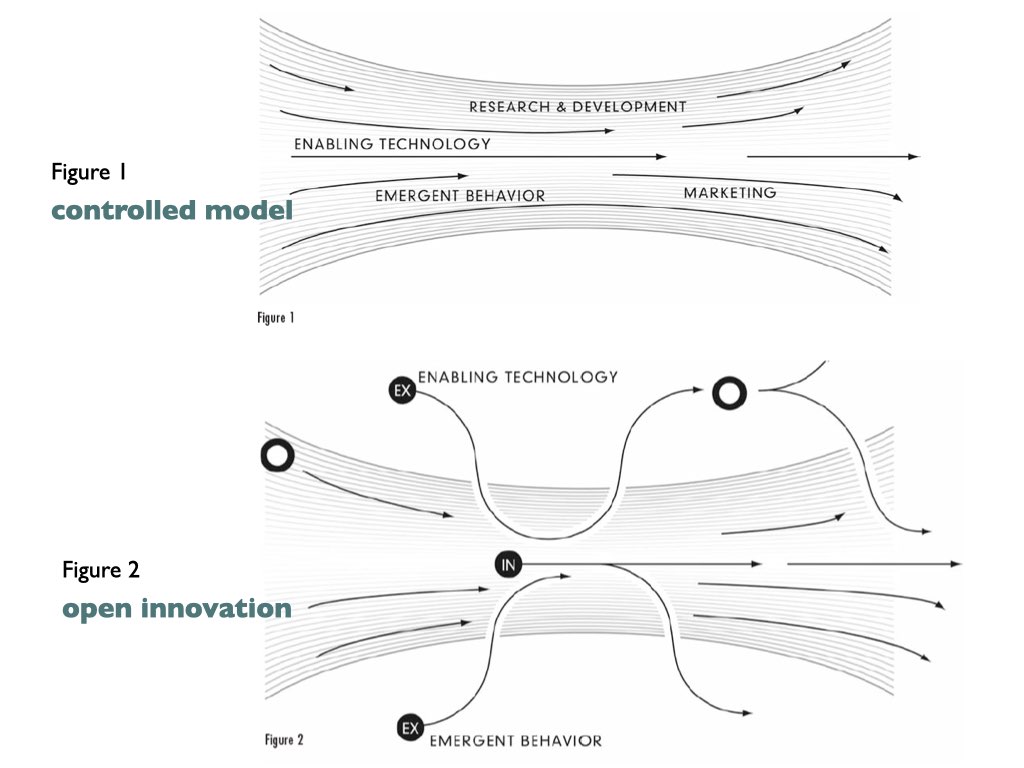 RESEARCH & DEVELOPMENT
ENABLING TECHNOLOGY
Figure 1
EMERGENT BEHAVIOR
MARKETING
controlled model
Figure 1
EX
ENABLING TECHNOLOGY
IN
Figure 2
open innovation
EX
EMERGENT BEHAVIOR
Figure 2